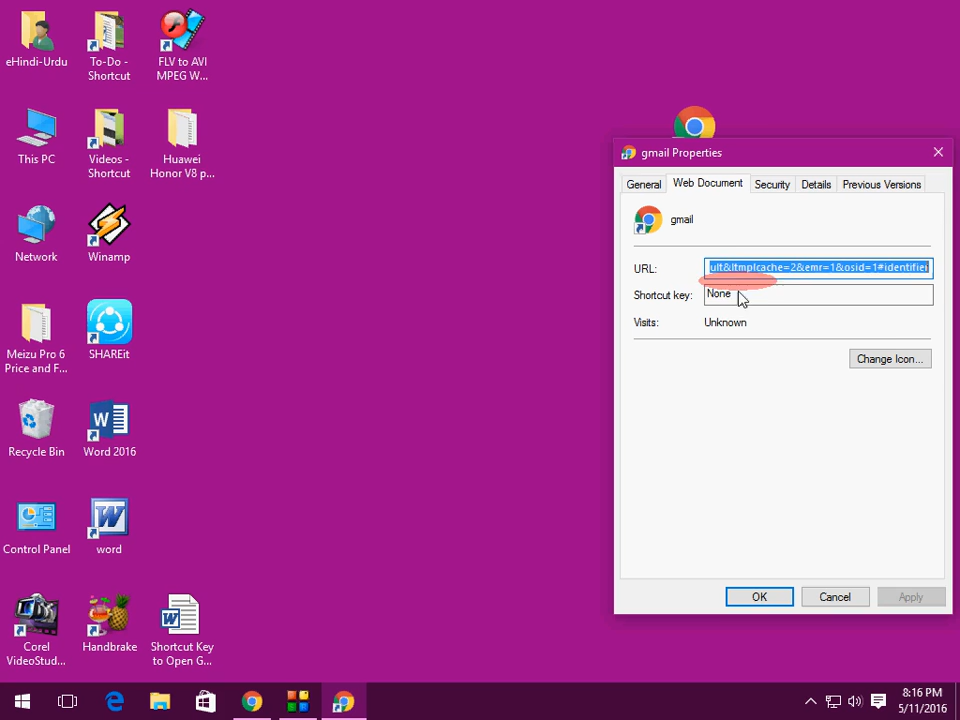 eHindi-Urdu
To-Do -
Shortcut
FLV to AVI
MPEG W...
This PC
Videos -
Shortcut
Huawei
Honor V8 p...
Network
Winamp
Meizu Pro 6
Price and F...
SHAREit
Recycle Bin
Word 2016
Control Panel
word
Corel
VideoStud...
Handbrake
Shortcut Key
to Open G...
gmail Properties
General
Web Document
Security
Details
Previous Versions
gmail
URL:
ult&ltmplcache=2&emr=1&osid=1#identifier
Shortcut key:
None
Visits:
Unknown
Change Icon...
OK
Cancel
Apply
8:16 PM
5/11/2016